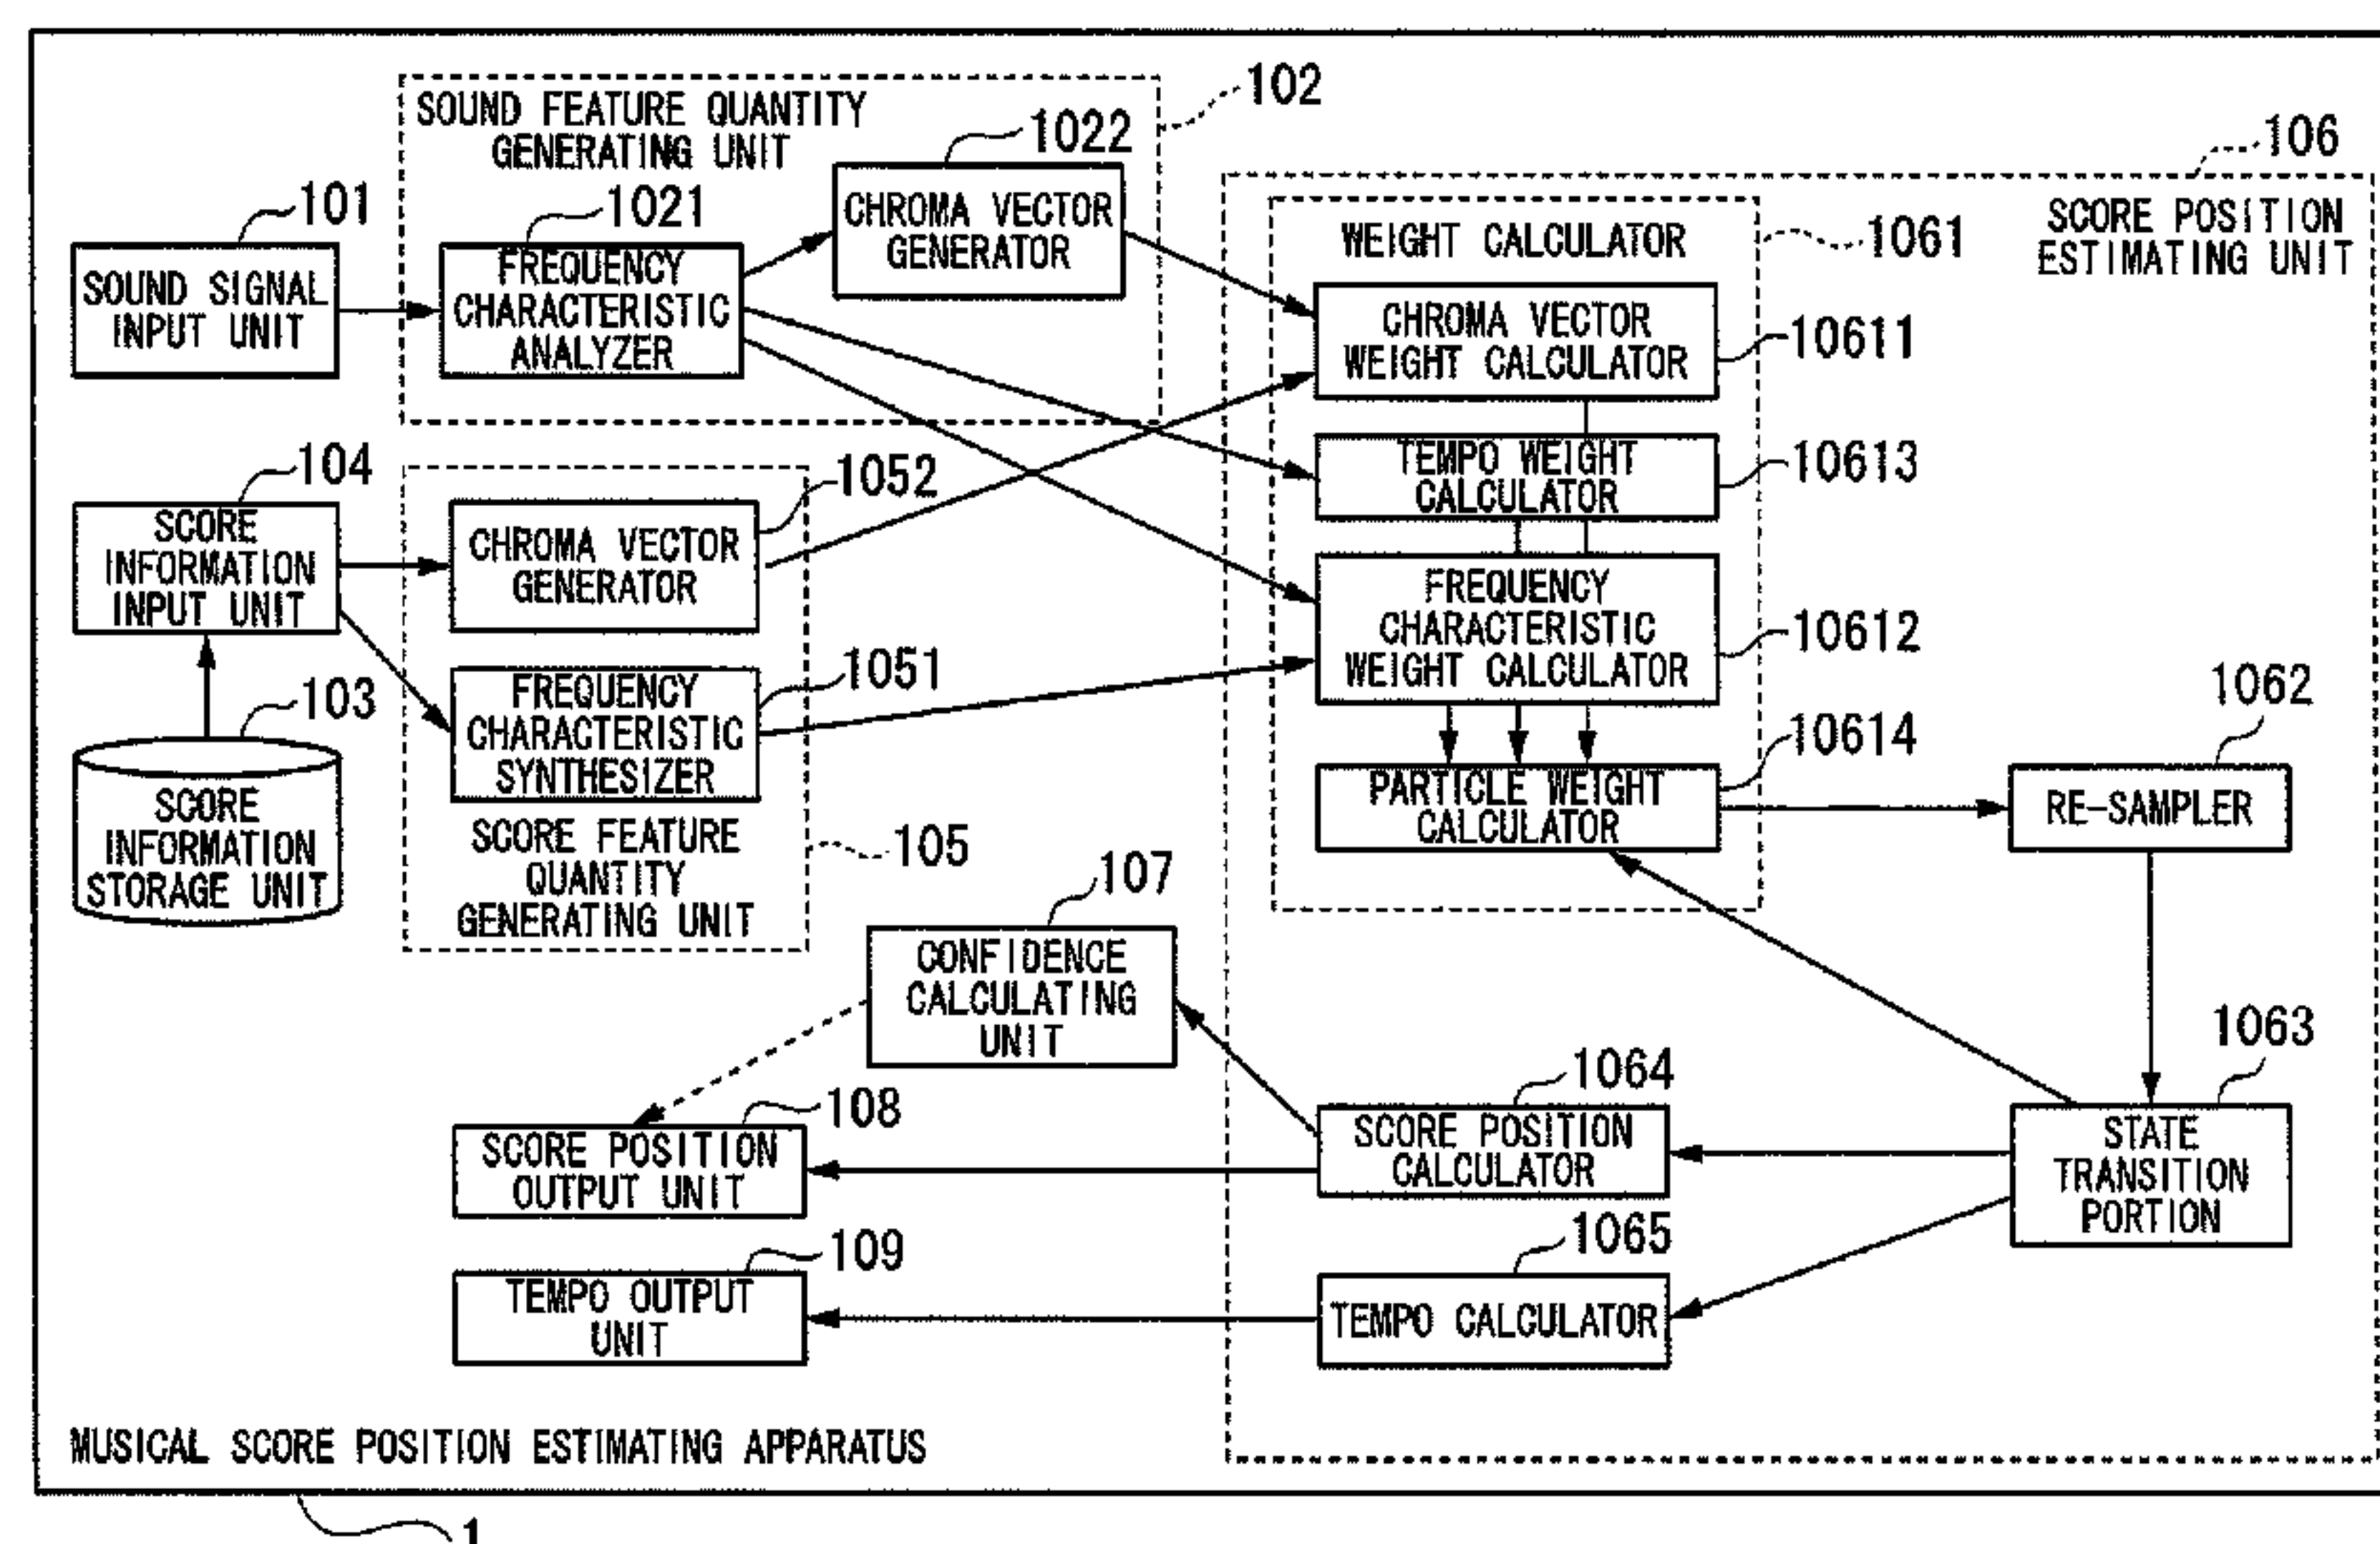 102
SOUND FEATURE QUANTITY
GENERATING UNIT
1022
106
101
1021
CHROMA VECTOR
GENERATOR
SCORE POSITION
ESTIMATING UNIT
WEIGHT CALCULATOR
1061
SOUND SIGNAL
INPUT UNIT
FREQUENCY
CHARACTERISTIC
ANALYZER
CHROMA VECTOR
WEIGHT CALCULATOR
10611
104
1052
TEMPO WEIGHT
CALCULATOR
10613
SCORE
INFORMATION
INPUT UNIT
CHROMA VECTOR
GENERATOR
FREQUENCY
CHARACTERISTIC
WEIGHT CALCULATOR
10612
103
1051
FREQUENCY
CHARACTERISTIC
SYNTHESIZER
1062
10614
SCORE
INFORMATION
STORAGE UNIT
PARTICLE WEIGHT
CALCULATOR
RE-SAMPLER
SCORE FEATURE
QUANTITY
GENERATING UNIT
105
107
CONFIDENCE
CALCULATING
UNIT
1063
1064
108
SCORE POSITION
OUTPUT UNIT
SCORE POSITION
CALCULATOR
STATE
TRANSITION
PORTION
109
1065
TEMPO OUTPUT
UNIT
TEMPO CALCULATOR
MUSICAL SCORE POSITION ESTIMATING APPARATUS
1